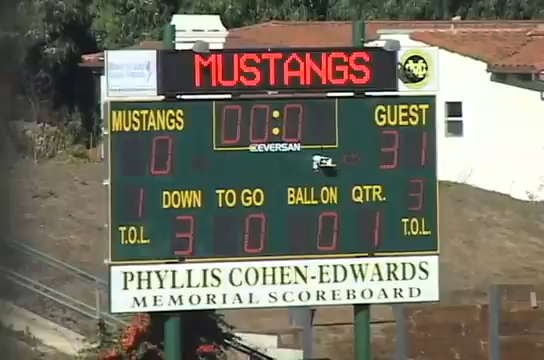 MUSTANGS
MUSTANGS 00:0 GUEST
0 EVERSAN 31
1 DOWN TO GO BALL ON QTR. 3
T.O.L. 3 0 0 1 T.O.L.
PHYLLIS COHEN-EDWARDS
MEMORIAL SCOREBOARD